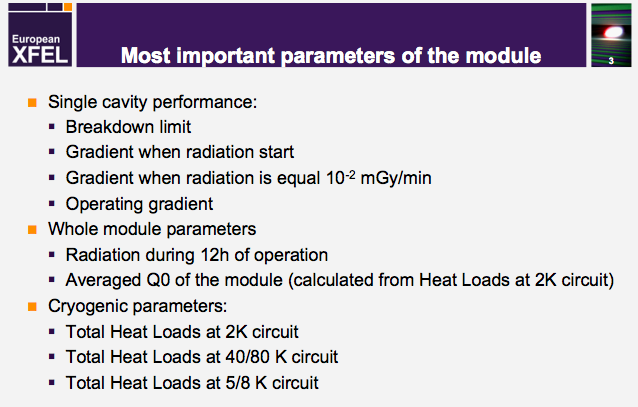 European
XFEL
Most important parameters of the module
3
Single cavity performance:
Breakdown limit
Gradient when radiation start
Gradient when radiation is equal 10⁻² mGy/min
Operating gradient
Whole module parameters
Radiation during 12h of operation
Averaged Q0 of the module (calculated from Heat Loads at 2K circuit)
Cryogenic parameters:
Total Heat Loads at 2K circuit
Total Heat Loads at 40/80 K circuit
Total Heat Loads at 5/8 K circuit